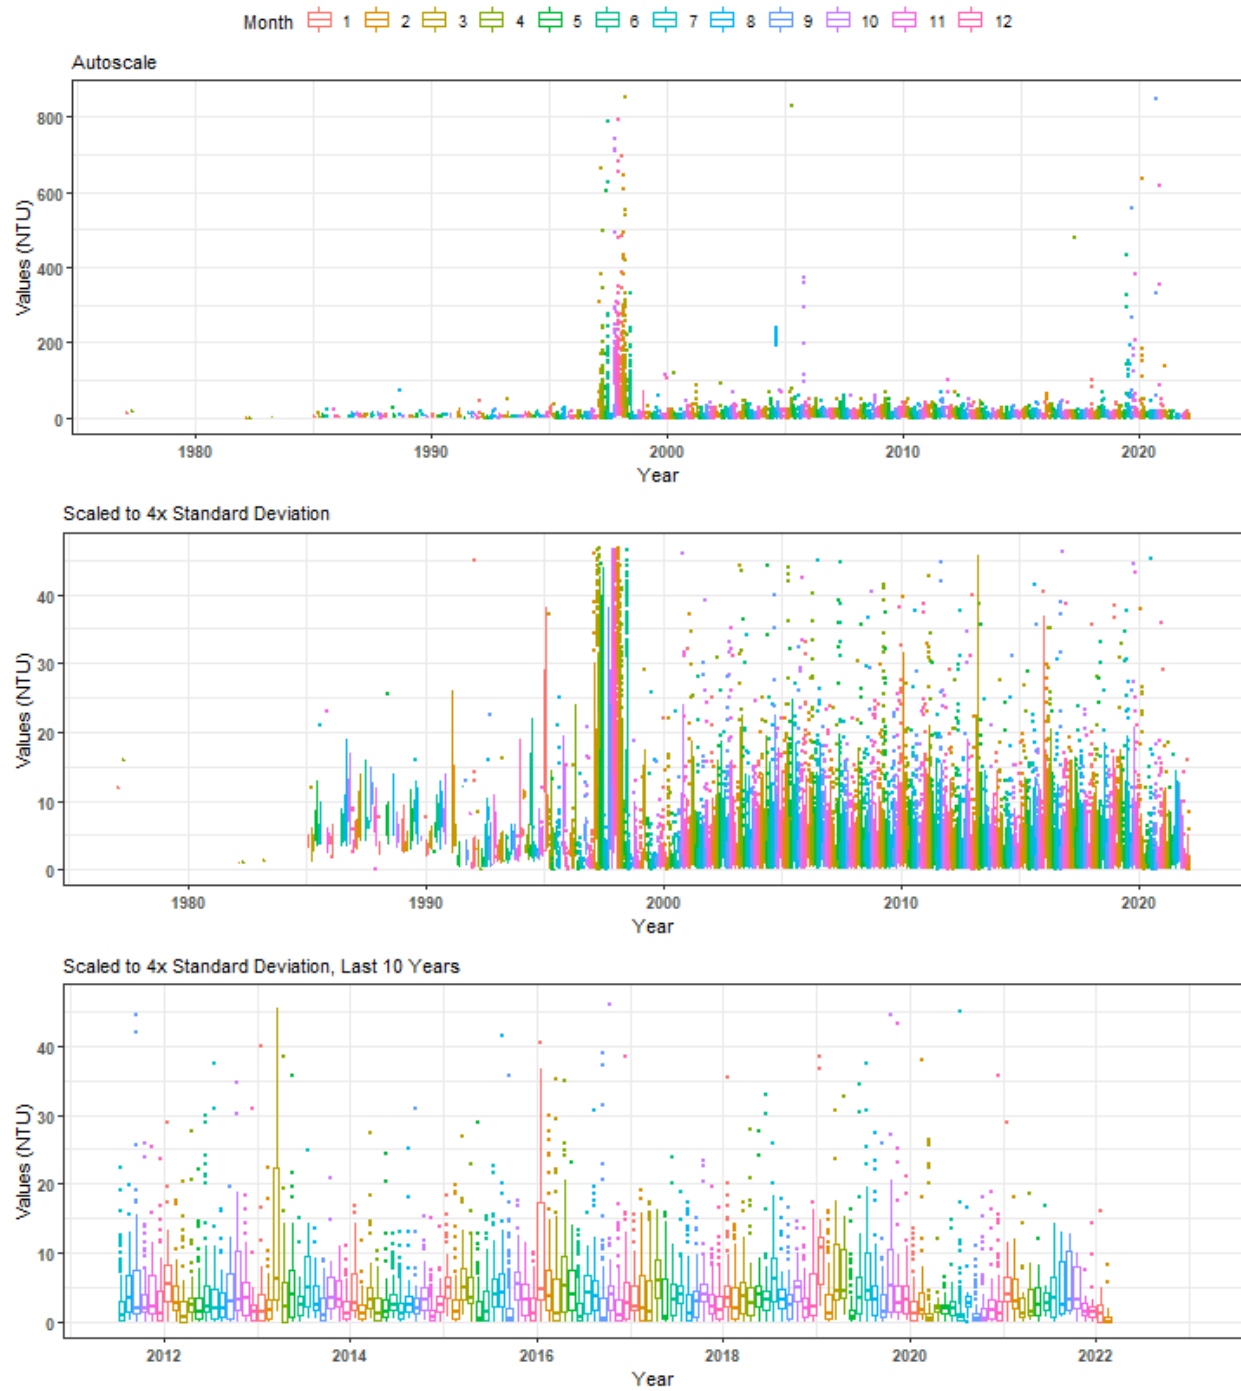 Month 1 2 3 4 5 6 7 8 9 10 11 12
Autoscale
800
600
400
200
0
Values (NTU)
1980 1990 2000 2010 2020
Year
Scaled to 4x Standard Deviation
40
30
20
10
0
Values (NTU)
1980 1990 2000 2010 2020
Year
Scaled to 4x Standard Deviation, Last 10 Years
40
30
20
10
0
Values (NTU)
2012 2014 2016 2018 2020 2022
Year